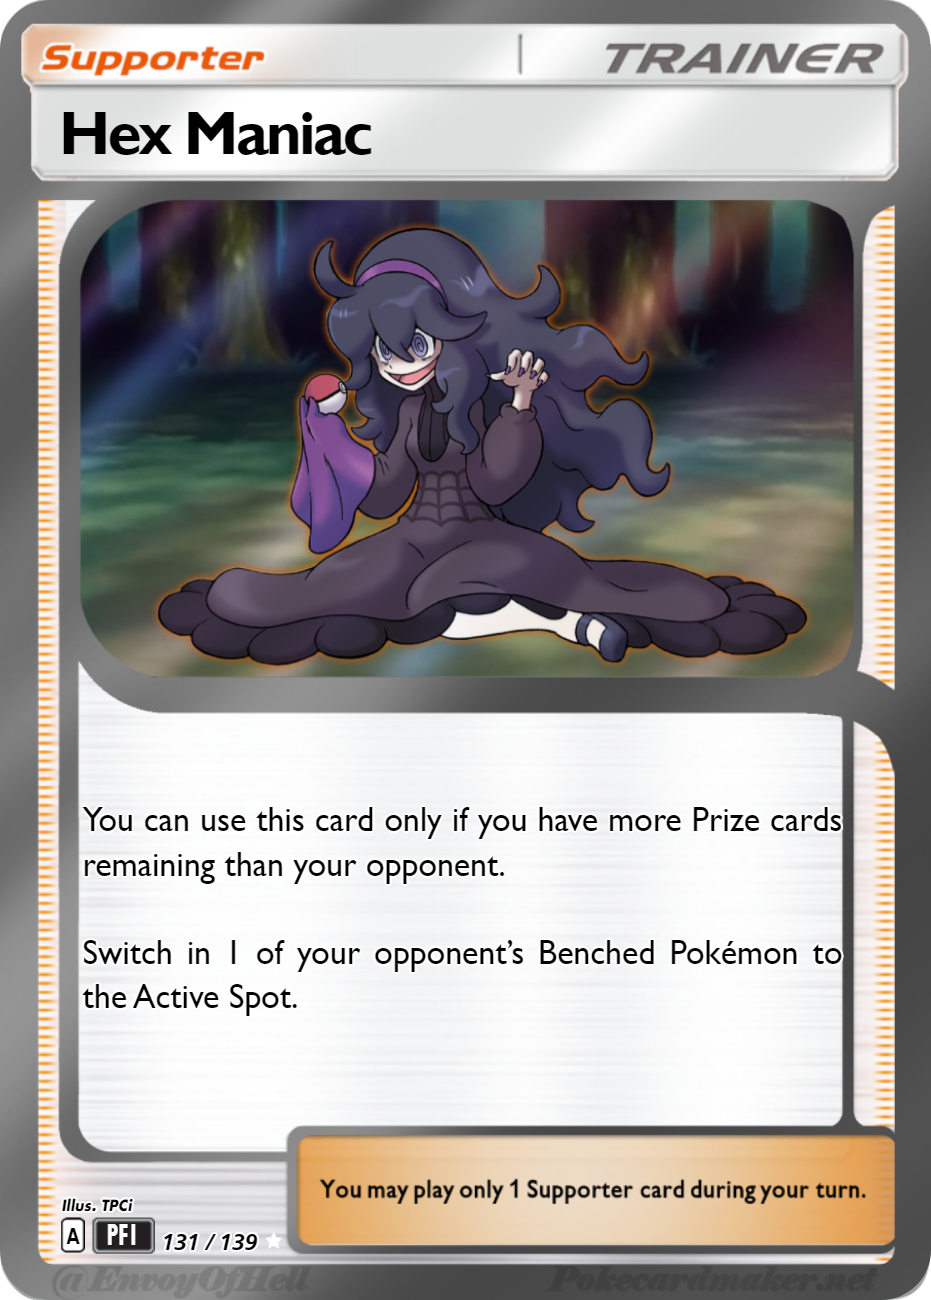 Supporter | TRAINER
Hex Maniac
You can use this card only if you have more Prize cards
remaining than your opponent.
Switch in 1 of your opponent’s Benched Pokémon to
the Active Spot.
You may play only 1 Supporter card during your turn.
Illus. TPCi
A PFI 131 / 139
@EnvoyOfHell Pokecardmaker.net